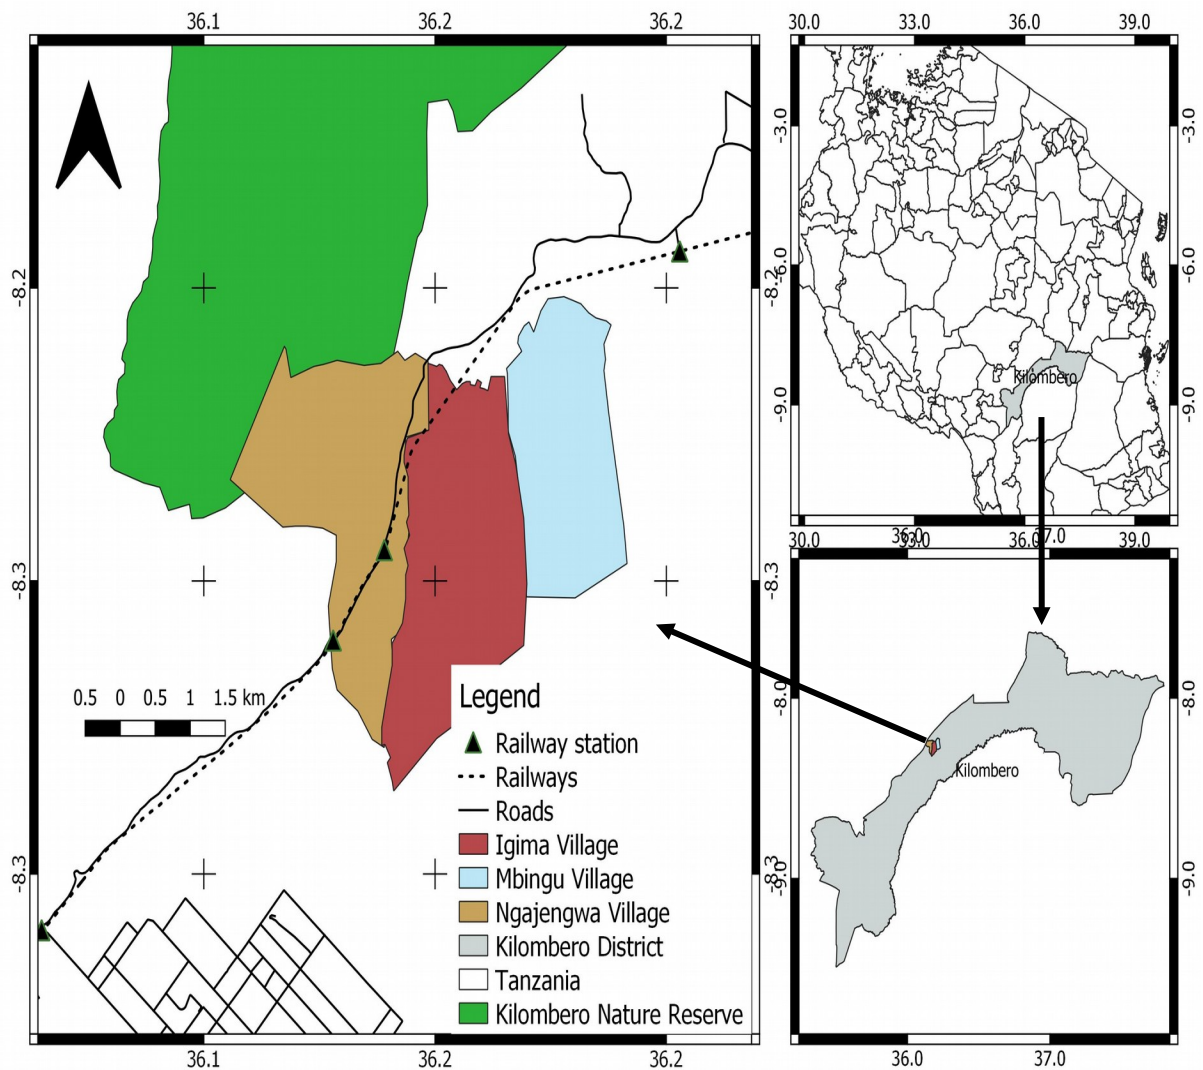 36.1 36.2 36.2
30.0 33.0 36.0 39.0
-3.0 -3.0
-8.2 -8.2
-6.0 -6.0
Kilombero
-9.0 -9.0
30.0 33.0 36.0 39.0
36.0 37.0
-8.3 -8.3
0.5 0 0.5 1 1.5 km
Legend
Railway station
Railways
Roads
Igima Village
Mbingu Village
Ngajengwa Village
Kilombero District
Tanzania
Kilombero Nature Reserve
-8.0 -8.0
Kilombero
-8.3 -8.3
-9.0 -9.0
36.1 36.2 36.2
36.0 37.0